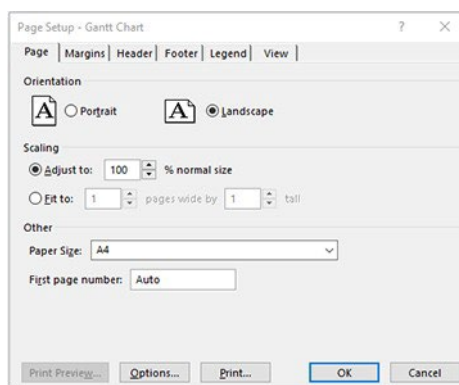 Page Setup - Gantt Chart ? ×
Page Margins Header Footer Legend View
Orientation
A Portrait A Landscape
Scaling
Adjust to: 100 % normal size
Fit to: 1 pages wide by 1 tall
Other
Paper Size: A4
First page number: Auto
Print Preview... Options... Print... OK Cancel